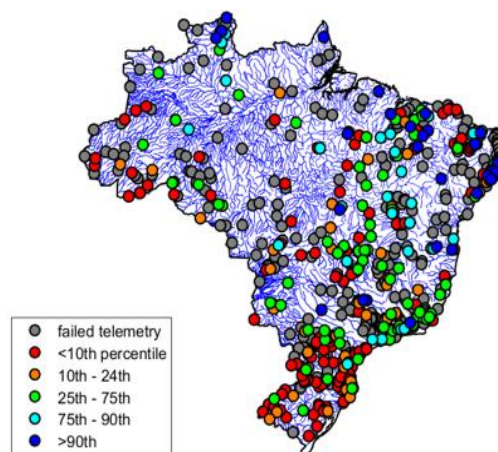 failed telemetry
<10th percentile
10th - 24th
25th - 75th
75th - 90th
>90th